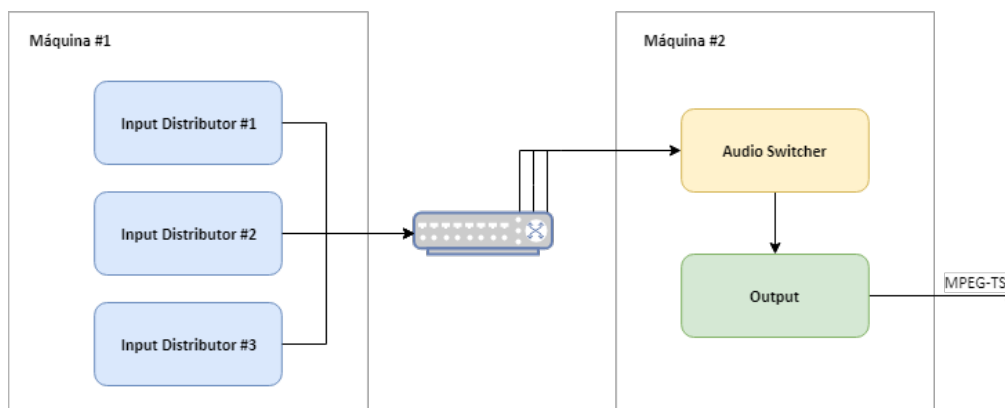 Máquina #1
Input Distributor #1
Input Distributor #2
Input Distributor #3
Máquina #2
Audio Switcher
Output
MPEG-TS